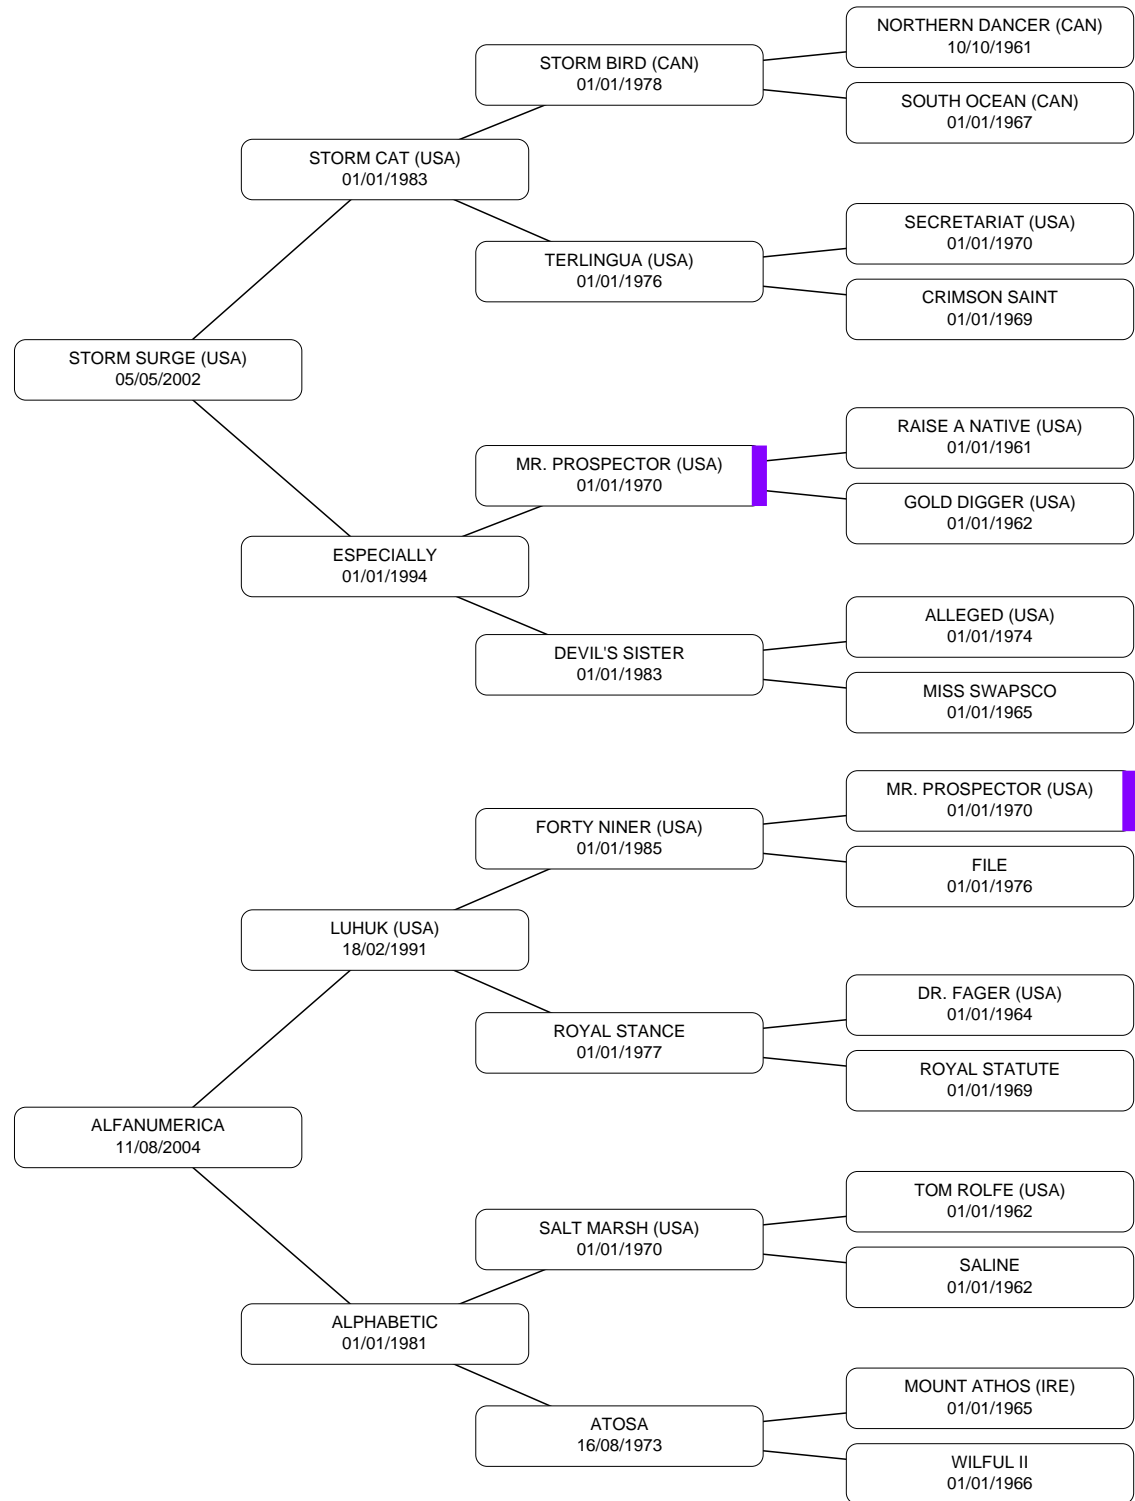 NORTHERN DANCER (CAN)
10/10/1961
STORM BIRD (CAN)
01/01/1978
SOUTH OCEAN (CAN)
01/01/1967
STORM CAT (USA)
01/01/1983
SECRETARIAT (USA)
01/01/1970
TERLINGUA (USA)
01/01/1976
CRIMSON SAINT
01/01/1969
STORM SURGE (USA)
05/05/2002
RAISE A NATIVE (USA)
01/01/1961
MR. PROSPECTOR (USA)
01/01/1970
GOLD DIGGER (USA)
01/01/1962
ESPECIALLY
01/01/1994
ALLEGED (USA)
01/01/1974
DEVIL'S SISTER
01/01/1983
MISS SWAPSCO
01/01/1965
MR. PROSPECTOR (USA)
01/01/1970
FORTY NINER (USA)
01/01/1985
FILE
01/01/1976
LUHUK (USA)
18/02/1991
DR. FAGER (USA)
01/01/1964
ROYAL STANCE
01/01/1977
ROYAL STATUTE
01/01/1969
ALFANUMERICA
11/08/2004
TOM ROLFE (USA)
01/01/1962
SALT MARSH (USA)
01/01/1970
SALINE
01/01/1962
ALPHABETIC
01/01/1981
MOUNT ATHOS (IRE)
01/01/1965
ATOSA
16/08/1973
WILFUL II
01/01/1966